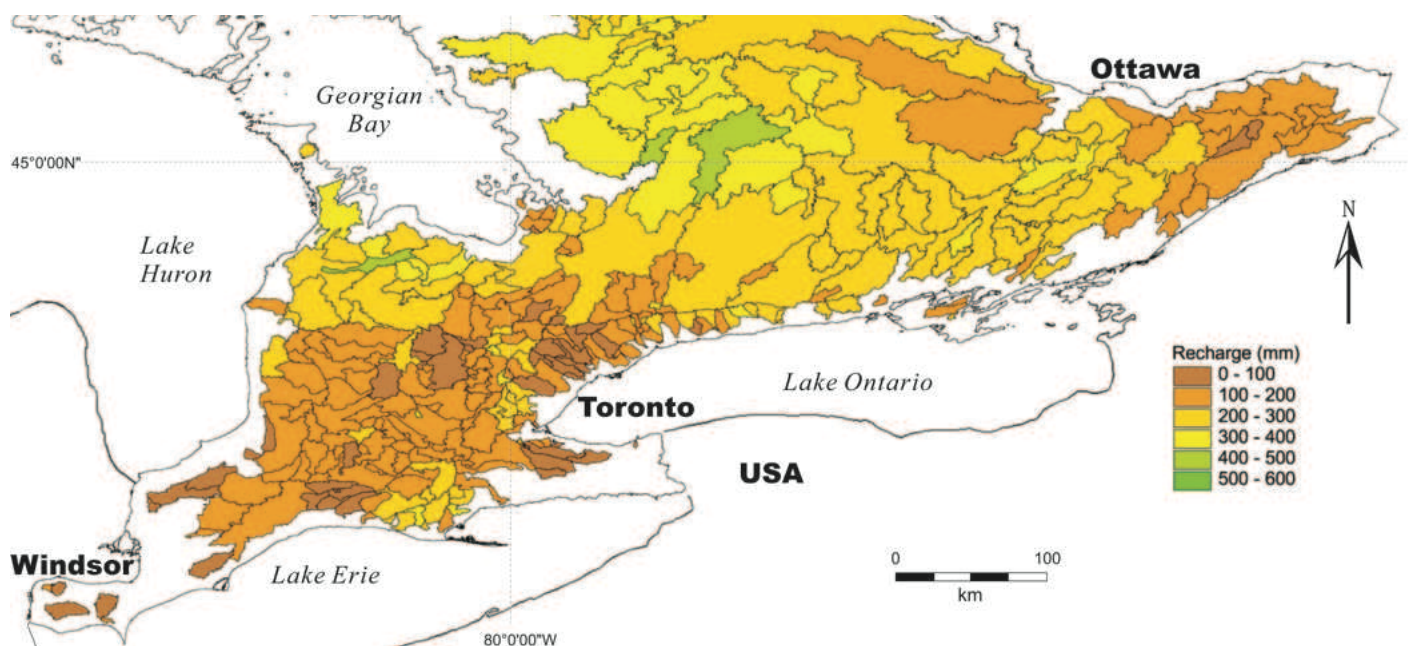 Ottawa
Georgian
Bay
45°0'00N"
N
Lake
Huron
Recharge (mm)
0 - 100
100 - 200
200 - 300
300 - 400
400 - 500
500 - 600
Lake Ontario
Toronto
USA
Windsor
Lake Erie
0 100
km
80°0'00"W